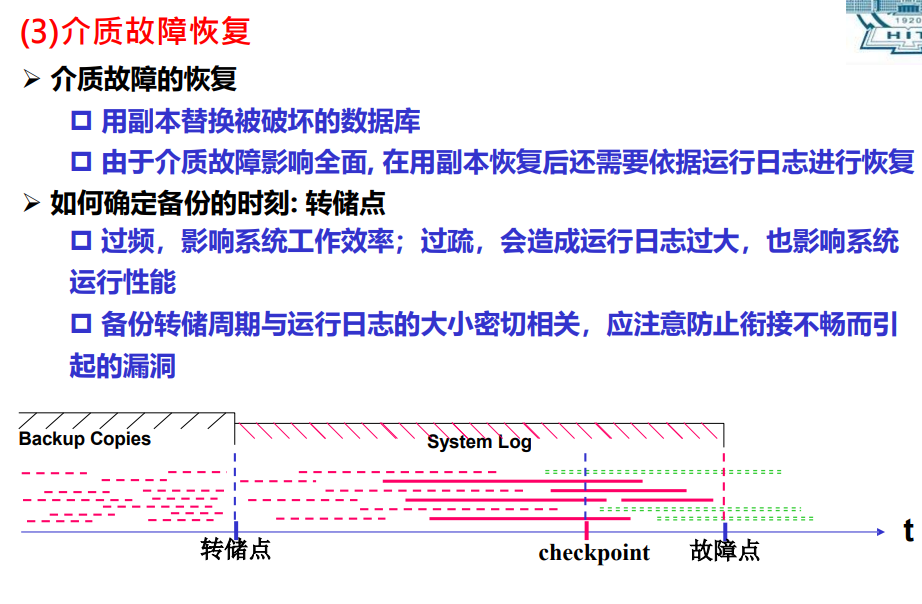 (3)介质故障恢复
1920
HIT
➢ 介质故障的恢复
用副本替换被破坏的数据库
由于介质故障影响全面, 在用副本恢复后还需要依据运行日志进行恢复
➢ 如何确定备份的时刻: 转储点
过频，影响系统工作效率；过疏，会造成运行日志过大，也影响系统
运行性能
备份转储周期与运行日志的大小密切相关，应注意防止衔接不畅而引
起的漏洞
Backup Copies
System Log
转储点
checkpoint
故障点
t